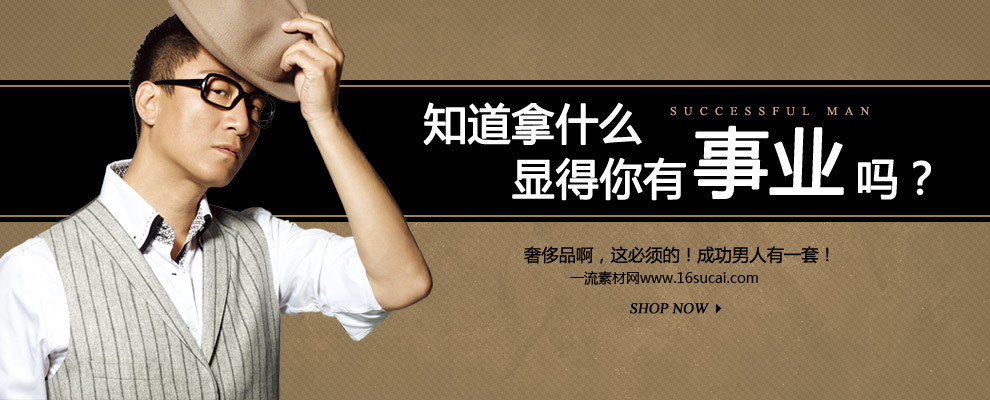 知道拿什么
SUCCESSFUL MAN
显得你有事业吗？
奢侈品啊，这必须的！成功男人有一套！
一流素材网www.16sucai.com
SHOP NOW